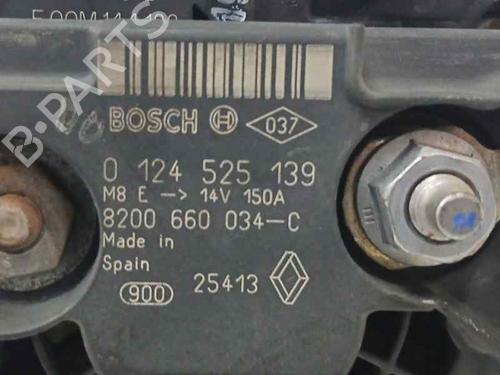 BOSCH 037
0 124 525 139
M8 E -> 14V 150A
8200 660 034-C
Made in
Spain
900 25413
B-Parts